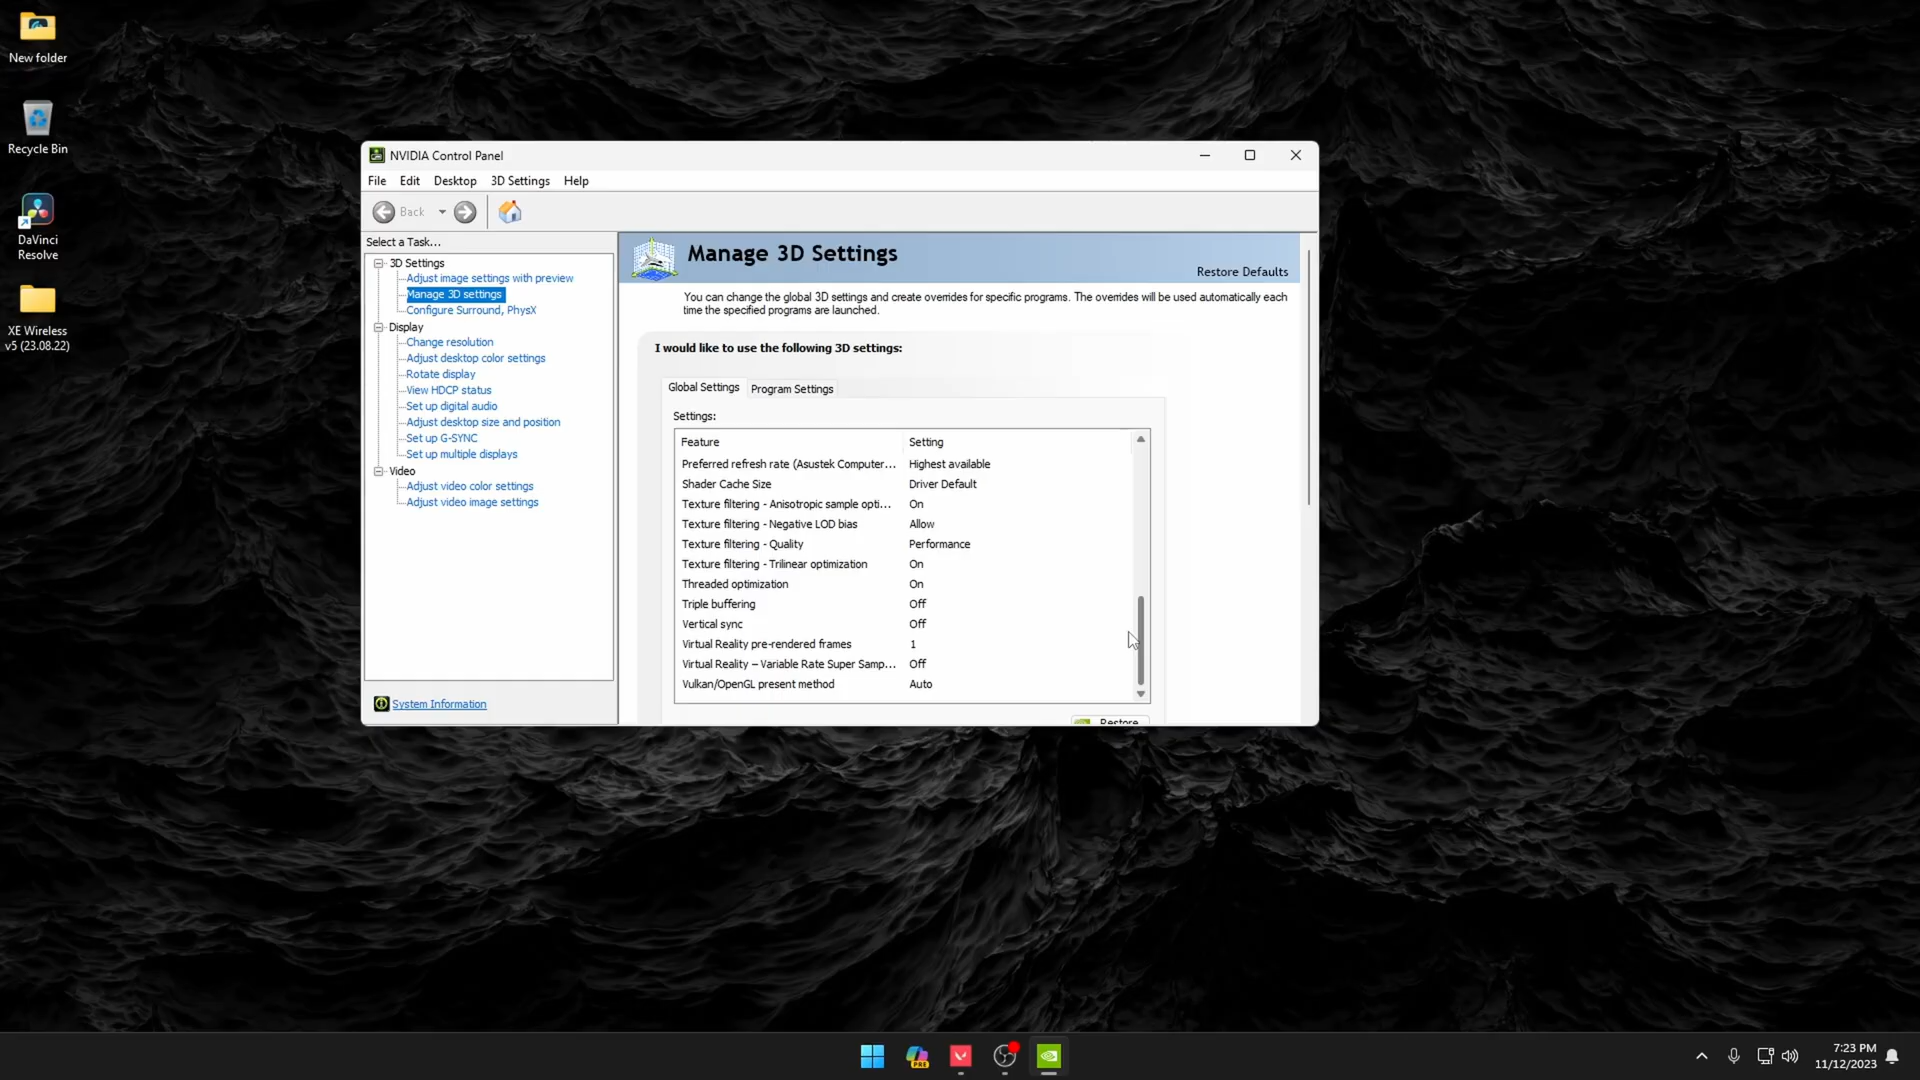 New folder
Recycle Bin
DaVinci
Resolve
XE Wireless
v5 (23.08.22)
NVIDIA Control Panel
File Edit Desktop 3D Settings Help
Back
Select a Task...
3D Settings
Adjust image settings with preview
Manage 3D settings
Configure Surround, PhysX
Display
Change resolution
Adjust desktop color settings
Rotate display
View HDCP status
Set up digital audio
Adjust desktop size and position
Set up G-SYNC
Set up multiple displays
Video
Adjust video color settings
Adjust video image settings
System Information
Manage 3D Settings
Restore Defaults
You can change the global 3D settings and create overrides for specific programs. The overrides will be used automatically each
time the specified programs are launched.
I would like to use the following 3D settings:
Global Settings Program Settings
Settings:
Feature Setting
Preferred refresh rate (Asustek Computer... Highest available
Shader Cache Size Driver Default
Texture filtering - Anisotropic sample opti... On
Texture filtering - Negative LOD bias Allow
Texture filtering - Quality Performance
Texture filtering - Trilinear optimization On
Threaded optimization On
Triple buffering Off
Vertical sync Off
Virtual Reality pre-rendered frames 1
Virtual Reality – Variable Rate Super Samp... Off
Vulkan/OpenGL present method Auto
Restore
PRE
7:23 PM
11/12/2023